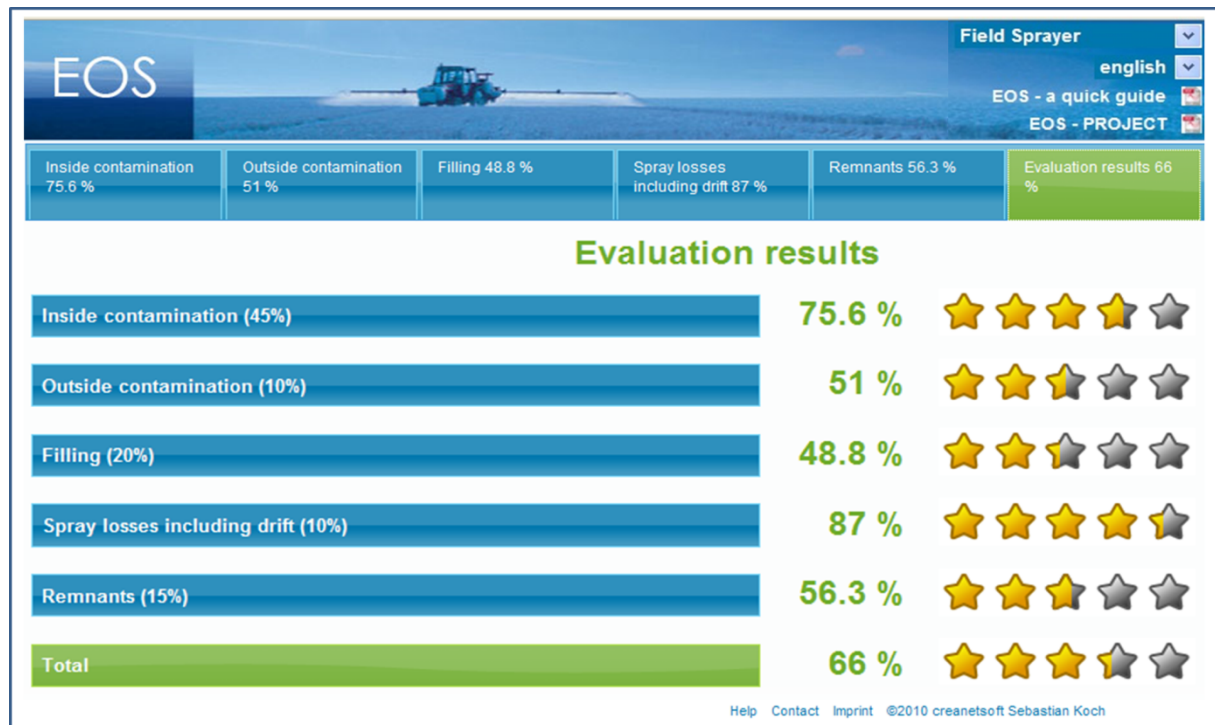 EOS
Field Sprayer
english
EOS - a quick guide
EOS - PROJECT
Inside contamination
75.6 %
Outside contamination
51 %
Filling 48.8 %
Spray losses
including drift 87 %
Remnants 56.3 %
Evaluation results 66
%
Evaluation results
Inside contamination (45%) 75.6 %
Outside contamination (10%) 51 %
Filling (20%) 48.8 %
Spray losses including drift (10%) 87 %
Remnants (15%) 56.3 %
Total 66 %
Help Contact Imprint ©2010 creanetsoft Sebastian Koch